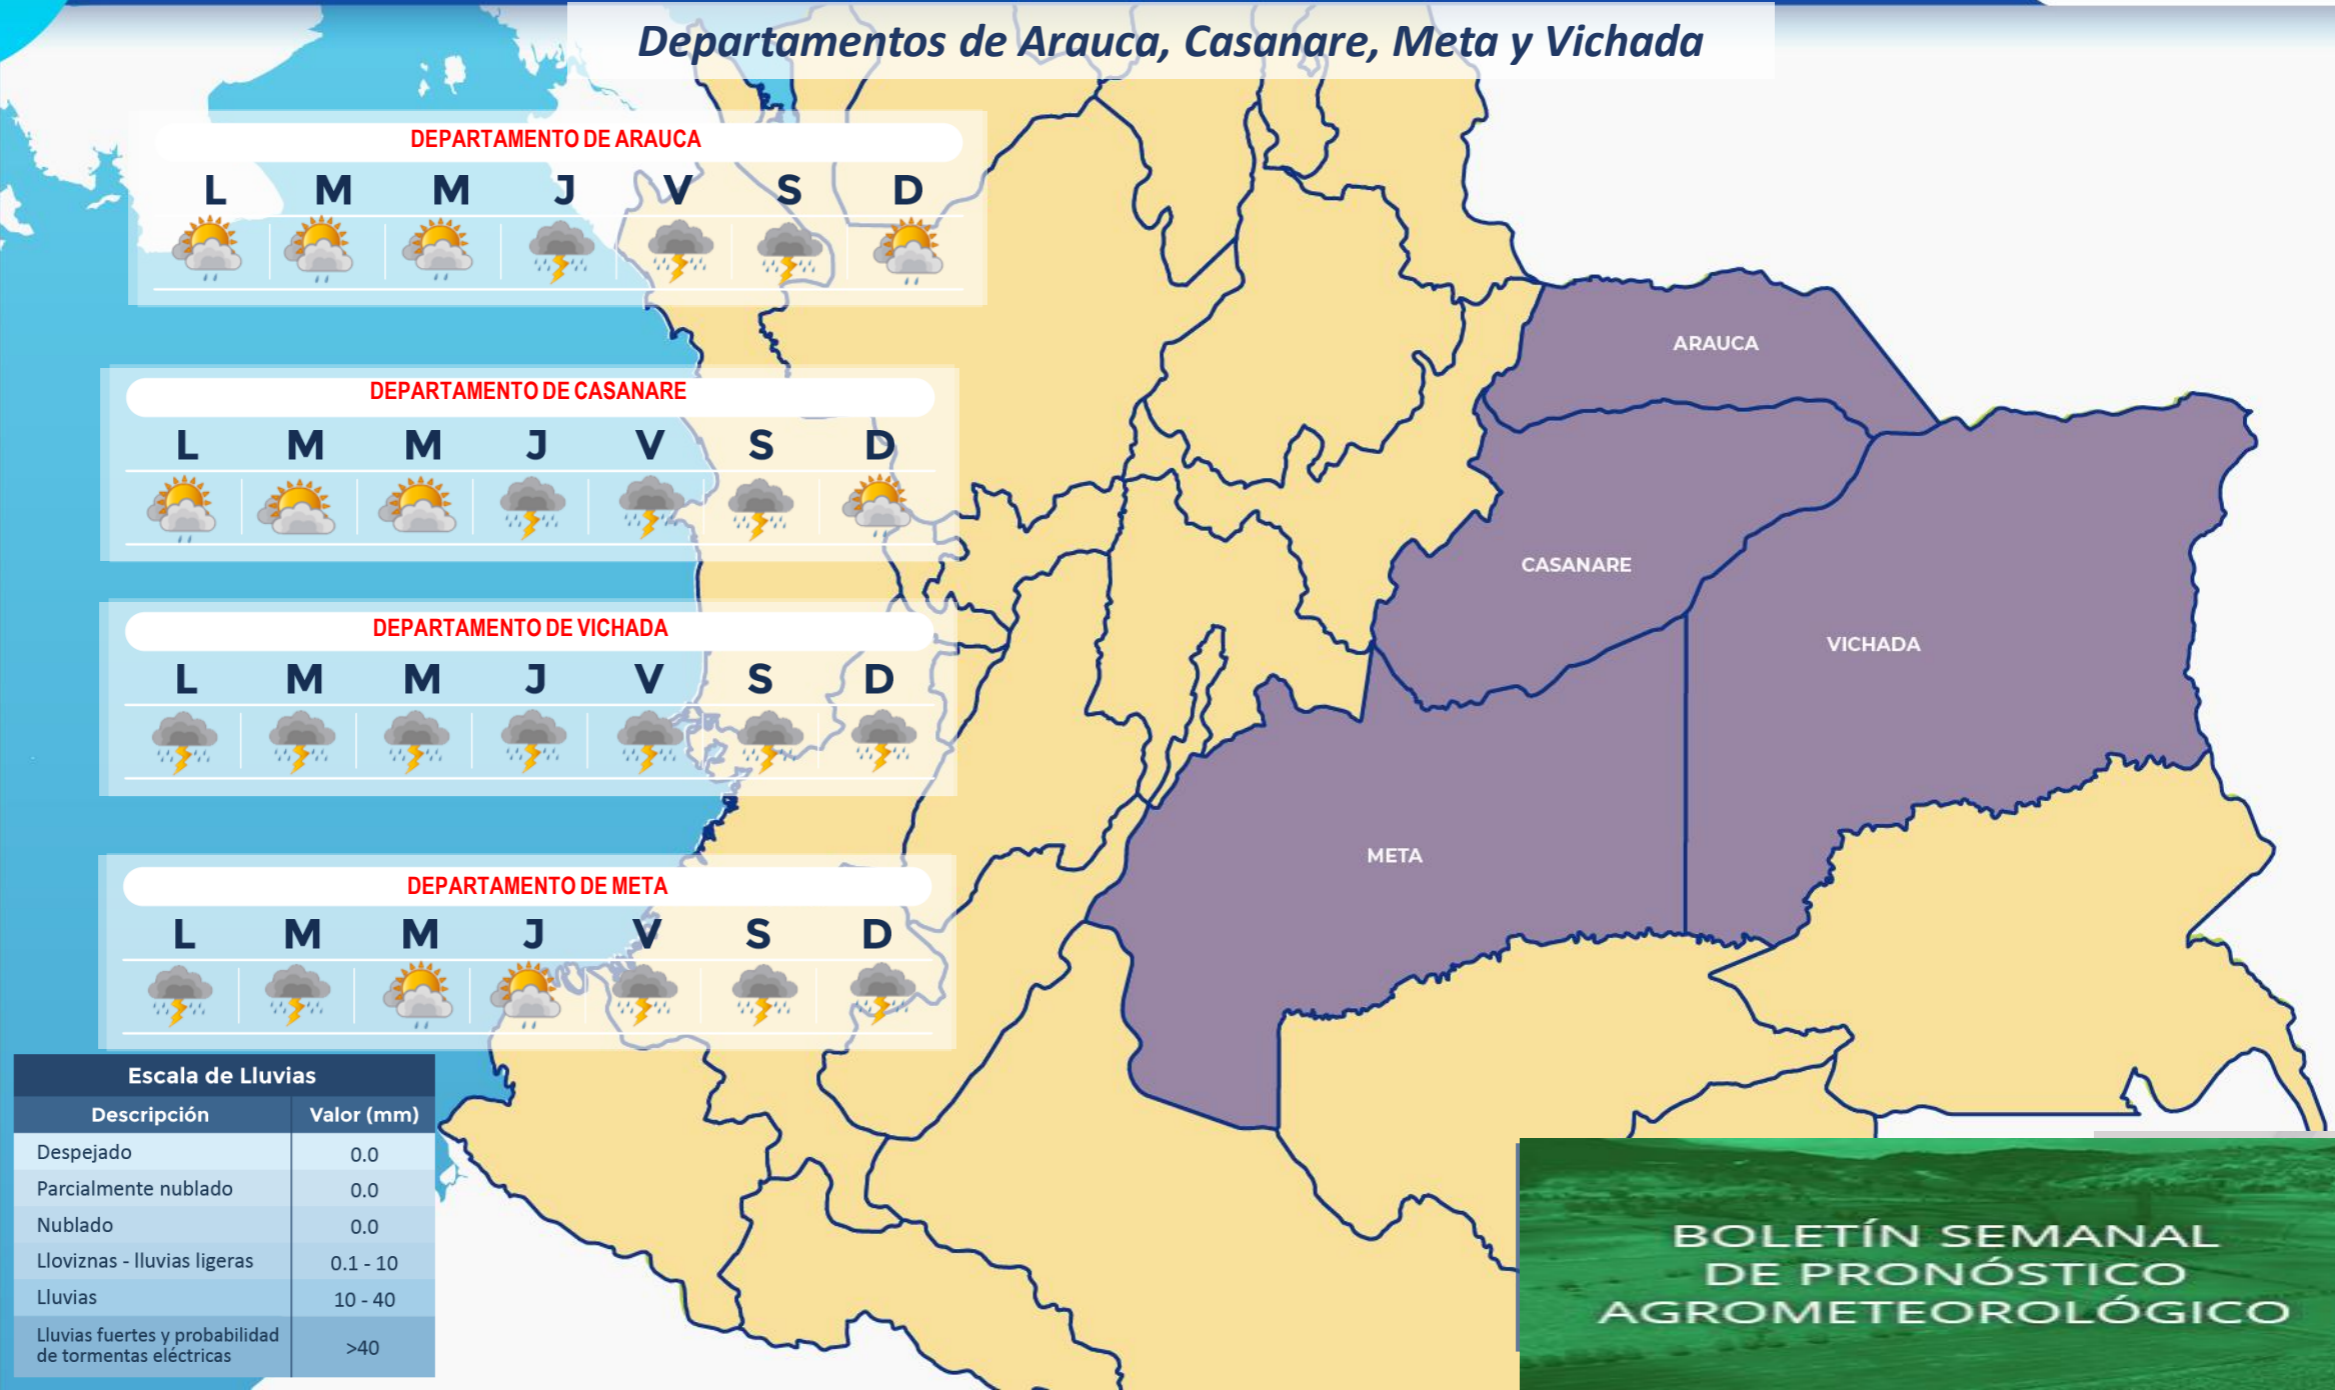 Departamentos de Arauca, Casanare, Meta y Vichada
DEPARTAMENTO DE ARAUCA
L M M J V S D
DEPARTAMENTO DE CASANARE
L M M J V S D
DEPARTAMENTO DE VICHADA
L M M J V S D
DEPARTAMENTO DE META
L M M J V S D
ARAUCA
CASANARE
VICHADA
META
Escala de Lluvias
Descripción Valor (mm)
Despejado 0.0
Parcialmente nublado 0.0
Nublado 0.0
Lloviznas - lluvias ligeras 0.1 - 10
Lluvias 10 - 40
Lluvias fuertes y probabilidad
de tormentas eléctricas >40
BOLETÍN SEMANAL
DE PRONÓSTICO
AGROMETEOROLÓGICO